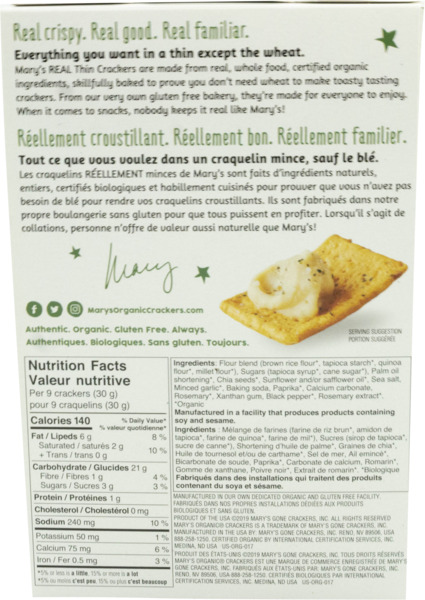 Real crispy. Real good. Real familiar.
Everything you want in a thin except the wheat.
Mary's REAL Thin Crackers are made from real, whole food, certified organic
ingredients, skillfully baked to prove you don't need wheat to make toasty tasting
crackers. From our very own gluten free bakery, they're made for everyone to enjoy.
When it comes to snacks, nobody keeps it real like Mary's!
Réellement croustillant. Réellement bon. Réellement familier.
Tout ce que vous voulez dans un craquelin mince, sauf le blé.
Les craquelins RÉELLEMENT minces de Mary's sont faits d'ingrédients naturels,
entiers, certifiés biologiques et habillement cuisinés pour prouver que vous n'avez pas
besoin de blé pour rendre vos craquelins croustillants. Ils sont fabriqués dans notre
propre boulangerie sans gluten pour que tous puissent en profiter. Lorsqu'il s'agit de
collations, personne n'offre de valeur aussi naturelle que Mary's!
Mary
MarysOrganicCrackers.com
Authentic. Organic. Gluten Free. Always.
Authentiques. Biologiques. Sans gluten. Toujours.
SERVING SUGGESTION
PORTION SUGGÉRÉE
Nutrition Facts
Valeur nutritive
Per 9 crackers (30 g)
pour 9 craquelins (30 g)
Calories 140 % Daily Value*
% valeur quotidienne*
Fat / Lipides 6 g 8 %
Saturated / saturés 2 g
+ Trans / trans 0 g 10 %
Carbohydrate / Glucides 21 g
Fibre / Fibres 1 g 4 %
Sugars / Sucres 3 g 3 %
Protein / Protéines 1 g
Cholesterol / Cholestérol 0 mg
Sodium 240 mg 10 %
Potassium 50 mg 1 %
Calcium 75 mg 6 %
Iron / Fer 0.5 mg 3 %
*5% or less is a little, 15% or more is a lot
*5% ou moins c'est peu, 15% ou plus c'est beaucoup
Ingredients: Flour blend (brown rice flour*, tapioca starch*, quinoa
flour*, millet flour*), Sugars (tapioca syrup*, cane sugar*), Palm oil
shortening*, Chia seeds*, Sunflower and/or safflower oil*, Sea salt,
Minced garlic*, Baking soda, Paprika*, Calcium carbonate,
Rosemary*, Xanthan gum, Black pepper*, Rosemary extract*.
*Organic
Manufactured in a facility that produces products containing
soy and sesame.
Ingrédients : Mélange de farines (farine de riz brun*, amidon de
tapioca*, farine de quinoa*, farine de mil*), Sucres (sirop de tapioca*,
sucre de canne*), Shortening d'huile de palme*, Graines de chia*,
Huile de tournesol et/ou de carthame*, Sel de mer, Ail émincé*,
Bicarbonate de soude, Paprika*, Carbonate de calcium, Romarin*,
Gomme de xanthane, Poivre noir*, Extrait de romarin*. *Biologique
Fabriqués dans des installations qui traitent des produits
contenant du soya et sésame.
MANUFACTURED IN OUR OWN DEDICATED ORGANIC AND GLUTEN FREE FACILITY.
FABRIQUÉS DANS NOS PROPRES INSTALLATIONS DÉDIÉES AUX PRODUITS
BIOLOGIQUES ET SANS GLUTEN.
PRODUCT OF THE USA ©2019 MARY'S GONE CRACKERS, INC. ALL RIGHTS RESERVED
MARY'S ORGANIC® CRACKERS IS A TRADEMARK OF MARY'S GONE CRACKERS, INC.
MANUFACTURED IN THE USA BY: MARY'S GONE CRACKERS, INC. RENO, NV 89506, USA
888-258-1250. CERTIFIED ORGANIC BY INTERNATIONAL CERTIFICATION SERVICES, INC.
MEDINA, ND USA US-ORG-017
PRODUIT DES ÉTATS-UNIS ©2019 MARY'S GONE CRACKERS, INC. TOUS DROITS RÉSERVÉS
MARY'S ORGANIC® CRACKERS EST UNE MARQUE DE COMMERCE ENREGISTRÉE DE MARY'S
GONE CRACKERS, INC. FABRIQUÉS AUX ÉTATS-UNIS PAR: MARY'S GONE CRACKERS, INC.
RENO, NV 89506, USA 888-258-1250. CERTIFIÉS BIOLOGIQUES PAR INTERNATIONAL
CERTIFICATION SERVICES, INC. MEDINA, ND USA US-ORG-017